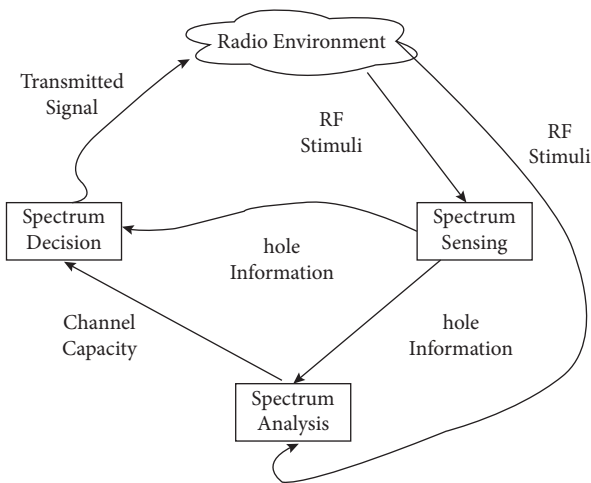 Radio Environment
Transmitted
Signal
RF
Stimuli
RF
Stimuli
Spectrum
Decision
Spectrum
Sensing
hole
Information
Channel
Capacity
hole
Information
Spectrum
Analysis